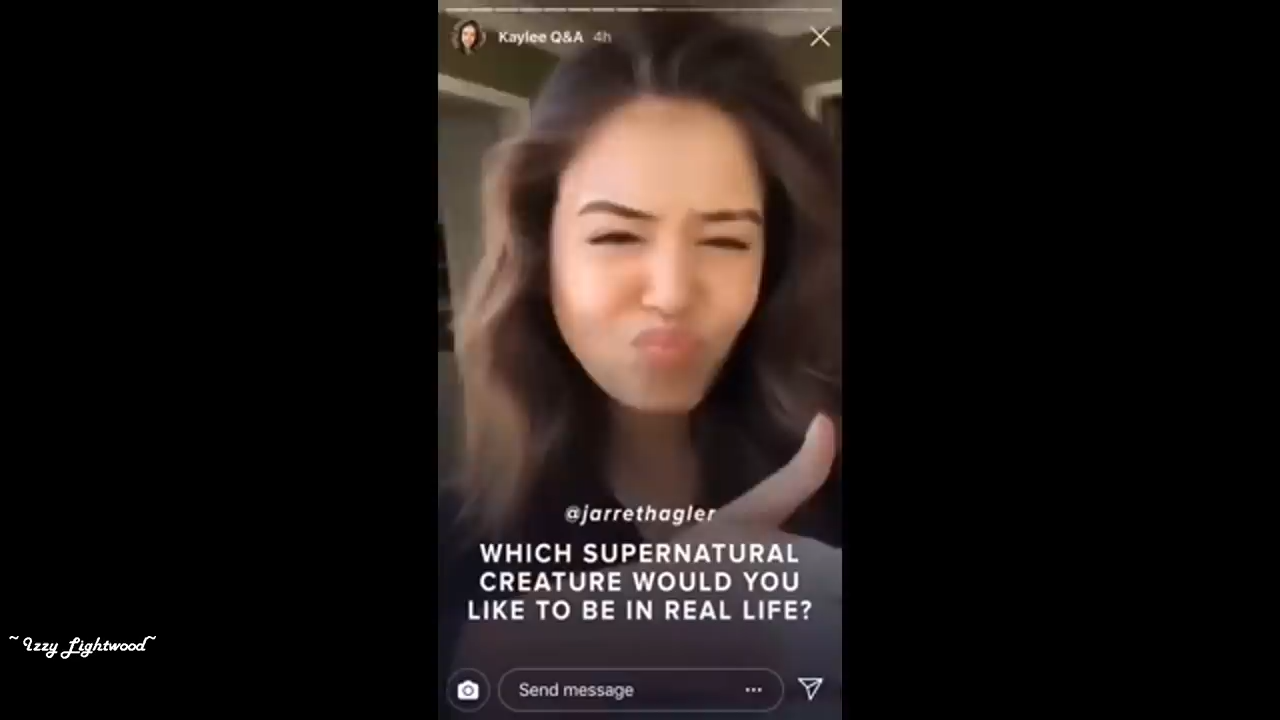 Kaylee Q&A 4h
@jarrethagler
WHICH SUPERNATURAL
CREATURE WOULD YOU
LIKE TO BE IN REAL LIFE?
~Izzy Lightwood~
Send message